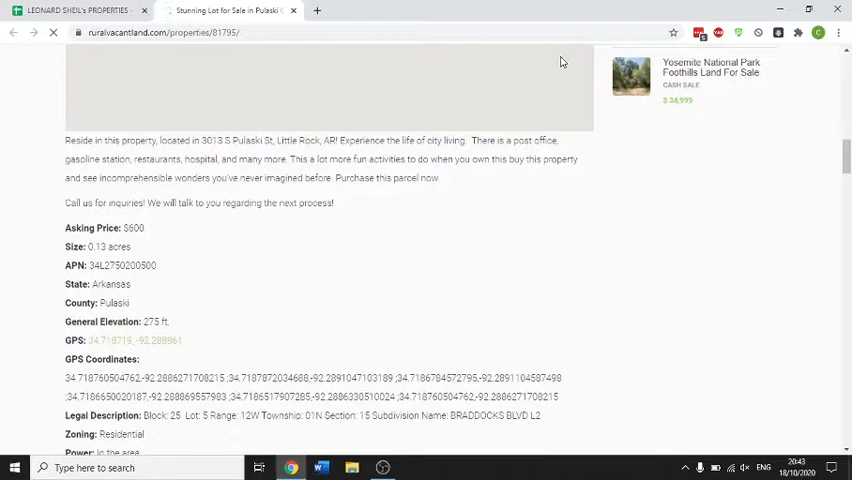 LEONARD SHEIL's PROPERTIES -
Stunning Lot for Sale in Pulaski C
ruralvacantland.com/properties/81795/
Yosemite National Park
Foothills Land For Sale
CASH SALE
$ 34,999
Reside in this property, located in 3013 S Pulaski St, Little Rock, AR! Experience the life of city living. There is a post office,
gasoline station, restaurants, hospital, and many more. This a lot more fun activities to do when you own this buy this property
and see incomprehensible wonders you've never imagined before. Purchase this parcel now.
Call us for inquiries! We will talk to you regarding the next process!
Asking Price: $600
Size: 0.13 acres
APN: 34L2750200500
State: Arkansas
County: Pulaski
General Elevation: 275 ft.
GPS: 34.718719, -92.288861
GPS Coordinates:
34.718760504762,-92.2886271708215 ;34.7187872034688,-92.2891047103189 ;34.7186784572795,-92.2891104587498
;34.7186650020187,-92.288869557983 ;34.7186517907285,-92.2886330510024 ;34.718760504762,-92.2886271708215
Legal Description: Block: 25 Lot: 5 Range: 12W Township: 01N Section: 15 Subdivision Name: BRADDOCKS BLVD L2
Zoning: Residential
Power: In the area
Type here to search
ENG
20:43
18/10/2020